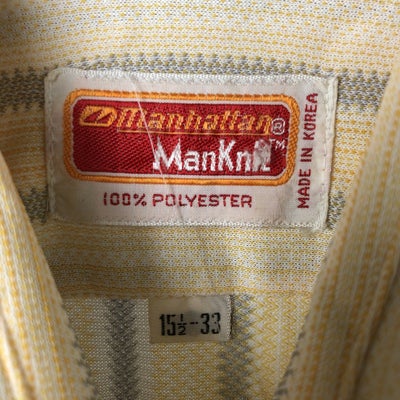 manhattan®
ManKnit™
100% POLYESTER
MADE IN KOREA
15½-33